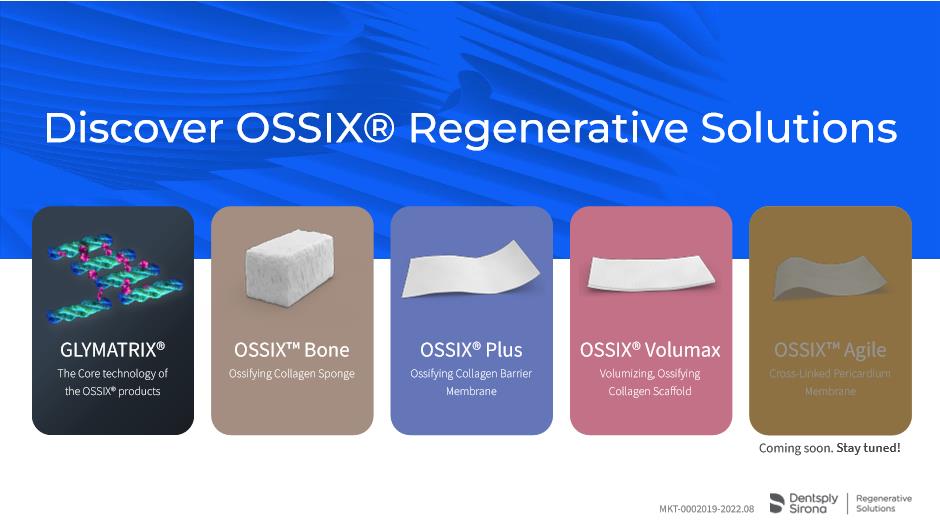 Discover OSSIX® Regenerative Solutions
GLYMATRIX®
The Core technology of
the OSSIX® products
OSSIX™ Bone
Ossifying Collagen Sponge
OSSIX® Plus
Ossifying Collagen Barrier
Membrane
OSSIX® Volumax
Volumizing, Ossifying
Collagen Scaffold
OSSIX™ Agile
Cross-Linked Pericardium
Membrane
Coming soon. Stay tuned!
MKT-0002019-2022.08
Dentsply
Sirona
Regenerative
Solutions